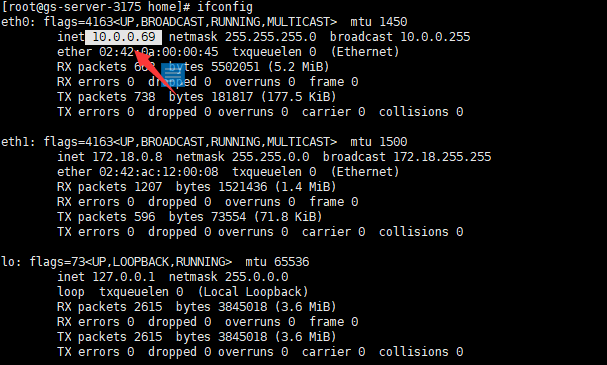 [root@gs-server-3175 home]# ifconfig
eth0: flags=4163<UP,BROADCAST,RUNNING,MULTICAST>  mtu 1450
inet 10.0.0.69  netmask 255.255.255.0  broadcast 10.0.0.255
ether 02:42:0a:00:00:45  txqueuelen 0  (Ethernet)
RX packets bytes 5502051 (5.2 MiB)
RX errors 0  dropped 0  overruns 0  frame 0
TX packets 738  bytes 181817 (177.5 KiB)
TX errors 0  dropped 0 overruns 0  carrier 0  collisions 0
eth1: flags=4163<UP,BROADCAST,RUNNING,MULTICAST>  mtu 1500
inet 172.18.0.8  netmask 255.255.0.0  broadcast 172.18.255.255
ether 02:42:ac:12:00:08  txqueuelen 0  (Ethernet)
RX packets 1207  bytes 1521436 (1.4 MiB)
RX errors 0  dropped 0  overruns 0  frame 0
TX packets 596  bytes 73554 (71.8 KiB)
TX errors 0  dropped 0 overruns 0  carrier 0  collisions 0
lo: flags=73<UP,LOOPBACK,RUNNING>  mtu 65536
inet 127.0.0.1  netmask 255.0.0.0
loop  txqueuelen 0  (Local Loopback)
RX packets 2615  bytes 3845018 (3.6 MiB)
RX errors 0  dropped 0  overruns 0  frame 0
TX packets 2615  bytes 3845018 (3.6 MiB)
TX errors 0  dropped 0 overruns 0  carrier 0  collisions 0